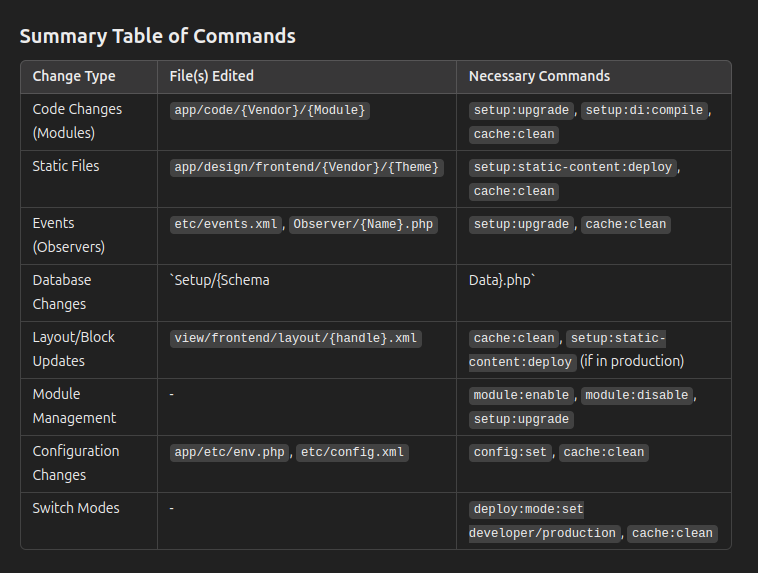 Summary Table of Commands
Change Type File(s) Edited Necessary Commands
Code Changes app/code/{Vendor}/{Module} setup:upgrade, setup:di:compile,
(Modules) cache:clean
Static Files app/design/frontend/{Vendor}/{Theme} setup:static-content:deploy,
cache:clean
Events etc/events.xml, Observer/{Name}.php setup:upgrade, cache:clean
(Observers)
Database `Setup/{Schema Data}.php`
Changes
Layout/Block view/frontend/layout/{handle}.xml cache:clean, setup:static-
Updates content:deploy (if in production)
Module - module:enable, module:disable,
Management setup:upgrade
Configuration app/etc/env.php, etc/config.xml config:set, cache:clean
Changes
Switch Modes - deploy:mode:set
developer/production, cache:clean